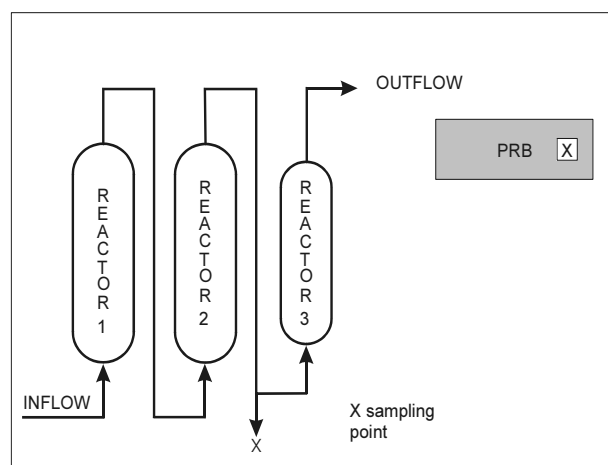 OUTFLOW
PRB X
REACTOR 1
REACTOR 2
REACTOR 3
INFLOW
X
X sampling
point